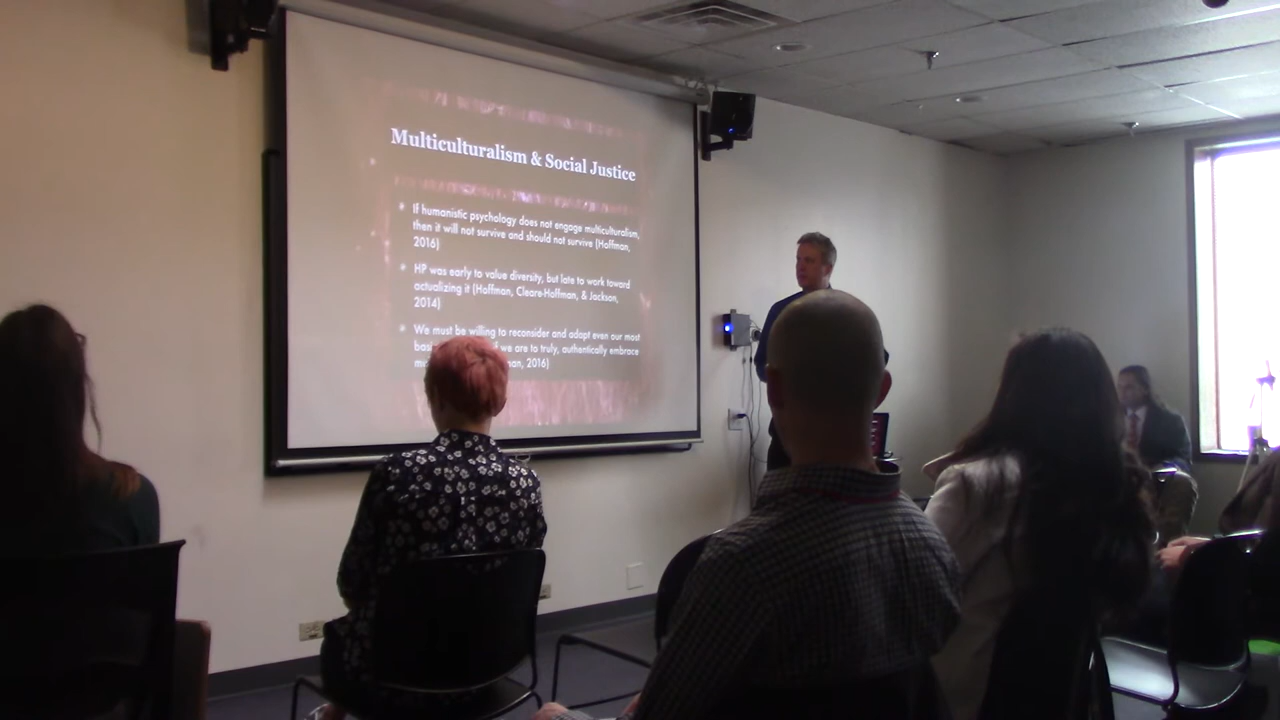 Multiculturalism & Social Justice
If humanistic psychology does not engage multiculturalism,
then it will not survive and should not survive (Hoffman,
2016)
HP was early to value diversity, but late to work toward
actualizing it (Hoffman, Cleare-Hoffman, & Jackson,
2014)
We must be willing to reconsider and adapt even our most
if we are to truly, authentically embrace
2016)